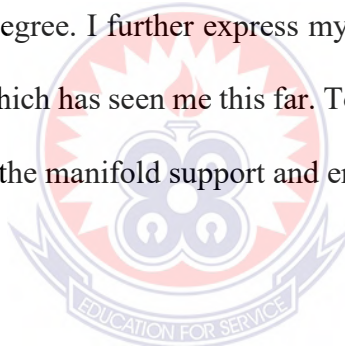 egree. I further express my
hich has seen me this far. To
the manifold support and en
EDUCATION FOR SERVICE